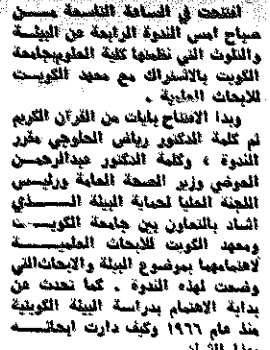 افتتحت في الساعة التاسعة مسن
صباح امس الندوة الرابعة عن البيئة
والتلوث التي نظمتها كلية العلوم بجامعة
الكويت بالاشتراك مع معهد الكويت
للابحاث العلمية .
وبدا الافتتاح بايات من القرآن الكريم
ثم كلمة الدكتور رياض الحلوجي مقرر
الندوة ، وكلمة الدكتور عبدالرحمن
العوضي وزير الصحة العامة ورئيس
اللجنة العليا لحماية البيئة السذي
اشاد بالتعاون بين جامعة الكويت
ومعهد الكويت للابحاث العلمية
لاهتمامهما بموضوع البيئة والابحاث التي
وضعت لهذه الندوة . كما تحدث عن
بداية الاهتمام بدراسة البيئة الكويتية
منذ عام ١٩٦٦ وكيف دارت ابحاثه